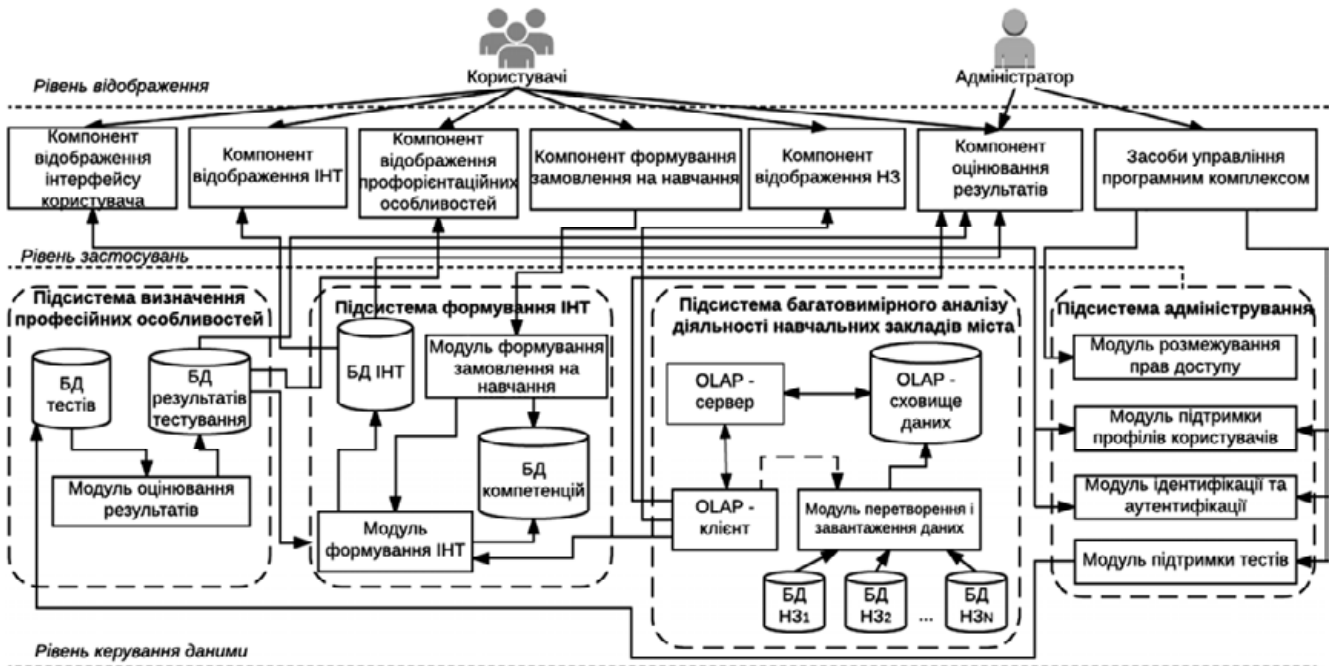 Користувачі
Адміністратор
Рівень відображення
Компонент
відображення
інтерфейсу
користувача
Компонент
відображення ІНТ
Компонент
відображення
профорієнтаційних
особливостей
Компонент формування
замовлення на навчання
Компонент
відображення НЗ
Компонент
оцінювання
результатів
Засоби управління
програмним комплексом
Рівень застосувань
Підсистема визначення
професійних особливостей
БД
тестів
БД
результатів
тестування
Модуль оцінювання
результатів
Підсистема формування ІНТ
БД ІНТ
Модуль формування
замовлення на
навчання
БД
компетенцій
Модуль
формування ІНТ
Підсистема багатовимірного аналізу
діяльності навчальних закладів міста
OLAP -
сервер
OLAP -
сховище
даних
OLAP -
клієнт
Модуль перетворення і
завантаження даних
БД
НЗ1
БД
НЗ2
...
БД
НЗN
Підсистема адміністрування
Модуль розмежування
прав доступу
Модуль підтримки
профілів користувачів
Модуль ідентифікації та
аутентифікації
Модуль підтримки тестів
Рівень керування даними